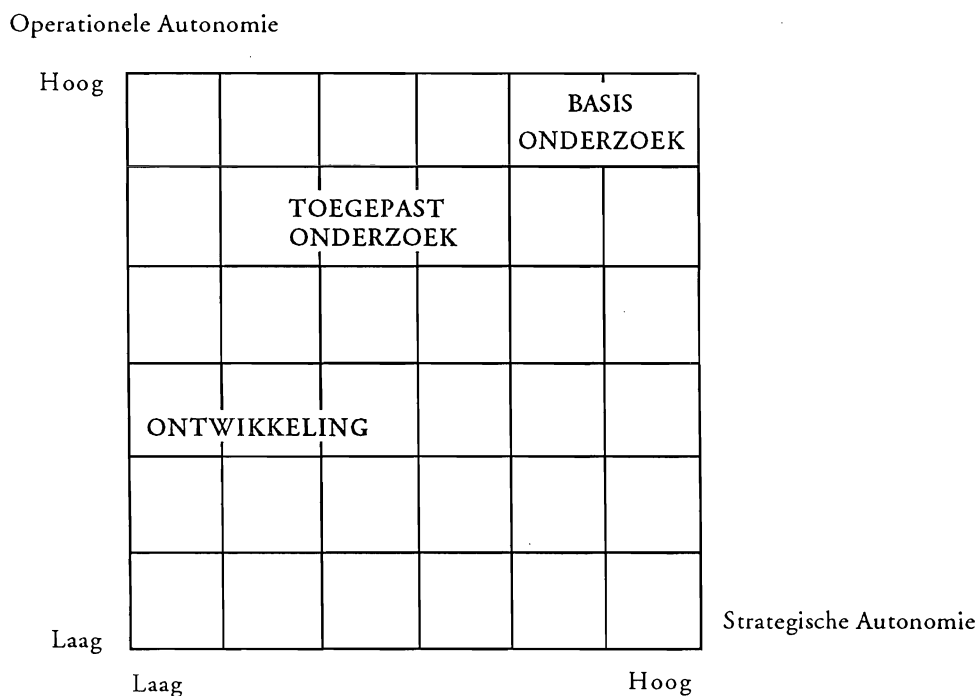 Operationele Autonomie
Hoog
BASIS
ONDERZOEK
TOEGEPAST
ONDERZOEK
ONTWIKKELING
Laag
Strategische Autonomie
Laag
Hoog